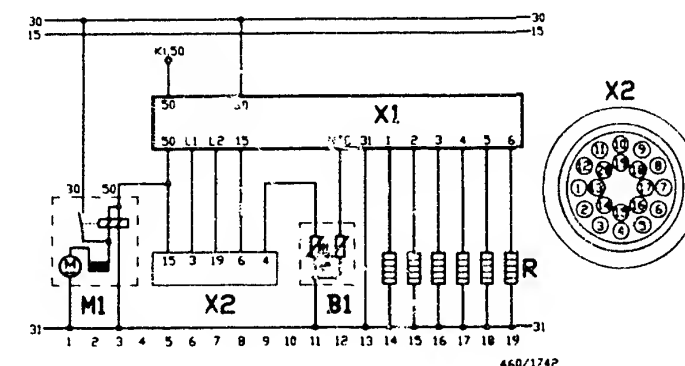 30 30
15 15
Kl.50
X1
50
50 L1 L2 15 NTC 31 1 2 3 4 5 6
30 50
M
M1
15 3 19 6 4
X2
B1
R
31 31
1 2 3 4 5 6 7 8 9 10 11 12 13 14 15 16 17 18 19
460/1742
X2
11 10 9
12 20 19 18 8
1 13 17 7
2 14 15 16 6
3 4 5